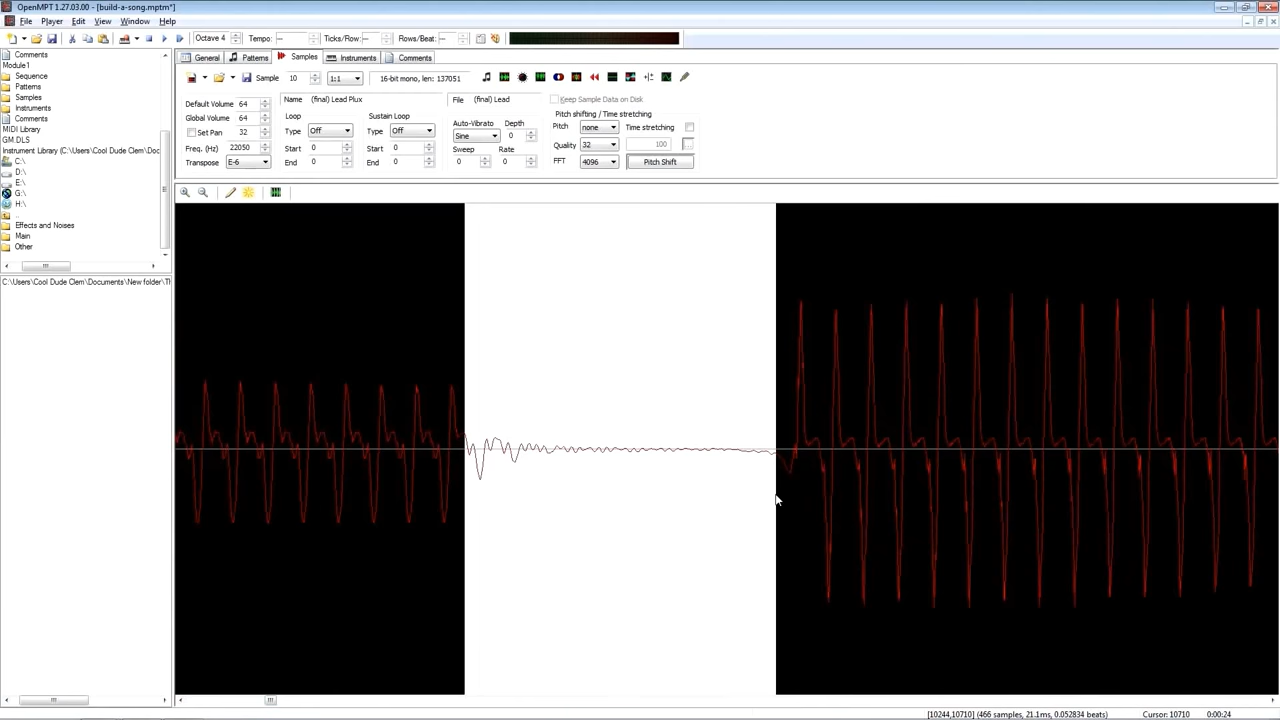 OpenMPT 1.27.03.00 - [build-a-song.mptm*]
File Player Edit View Window Help
Octave 4 Tempo: --- Ticks/Row: --- Rows/Beat: ---
Comments
Module1
Sequence
Patterns
Samples
Instruments
Comments
MIDI Library
GM.DLS
Instrument Library (C:\Users\Cool Dude Clem\Doc
C:\
D:\
E:\
G:\
H:\
..
Effects and Noises
Main
Other
C:\Users\Cool Dude Clem\Documents\New folder\Th
General Patterns Samples Instruments Comments
Sample 10 1:1 16-bit mono, len: 137051
Default Volume 64
Global Volume 64
Set Pan 32
Freq. (Hz) 22050
Transpose E-6
Name (final) Lead Plux
Loop
Type Off
Start 0
End 0
Sustain Loop
Type Off
Start 0
End 0
File (final) Lead
Auto-Vibrato Depth
Sine 0
Sweep Rate
0 0
Keep Sample Data on Disk
Pitch shifting / Time stretching
Pitch none Time stretching
Quality 32 100 ...
FFT 4096 Pitch Shift
[10244,10710] (466 samples, 21.1ms, 0.052834 beats) Cursor: 10710 0:00:24